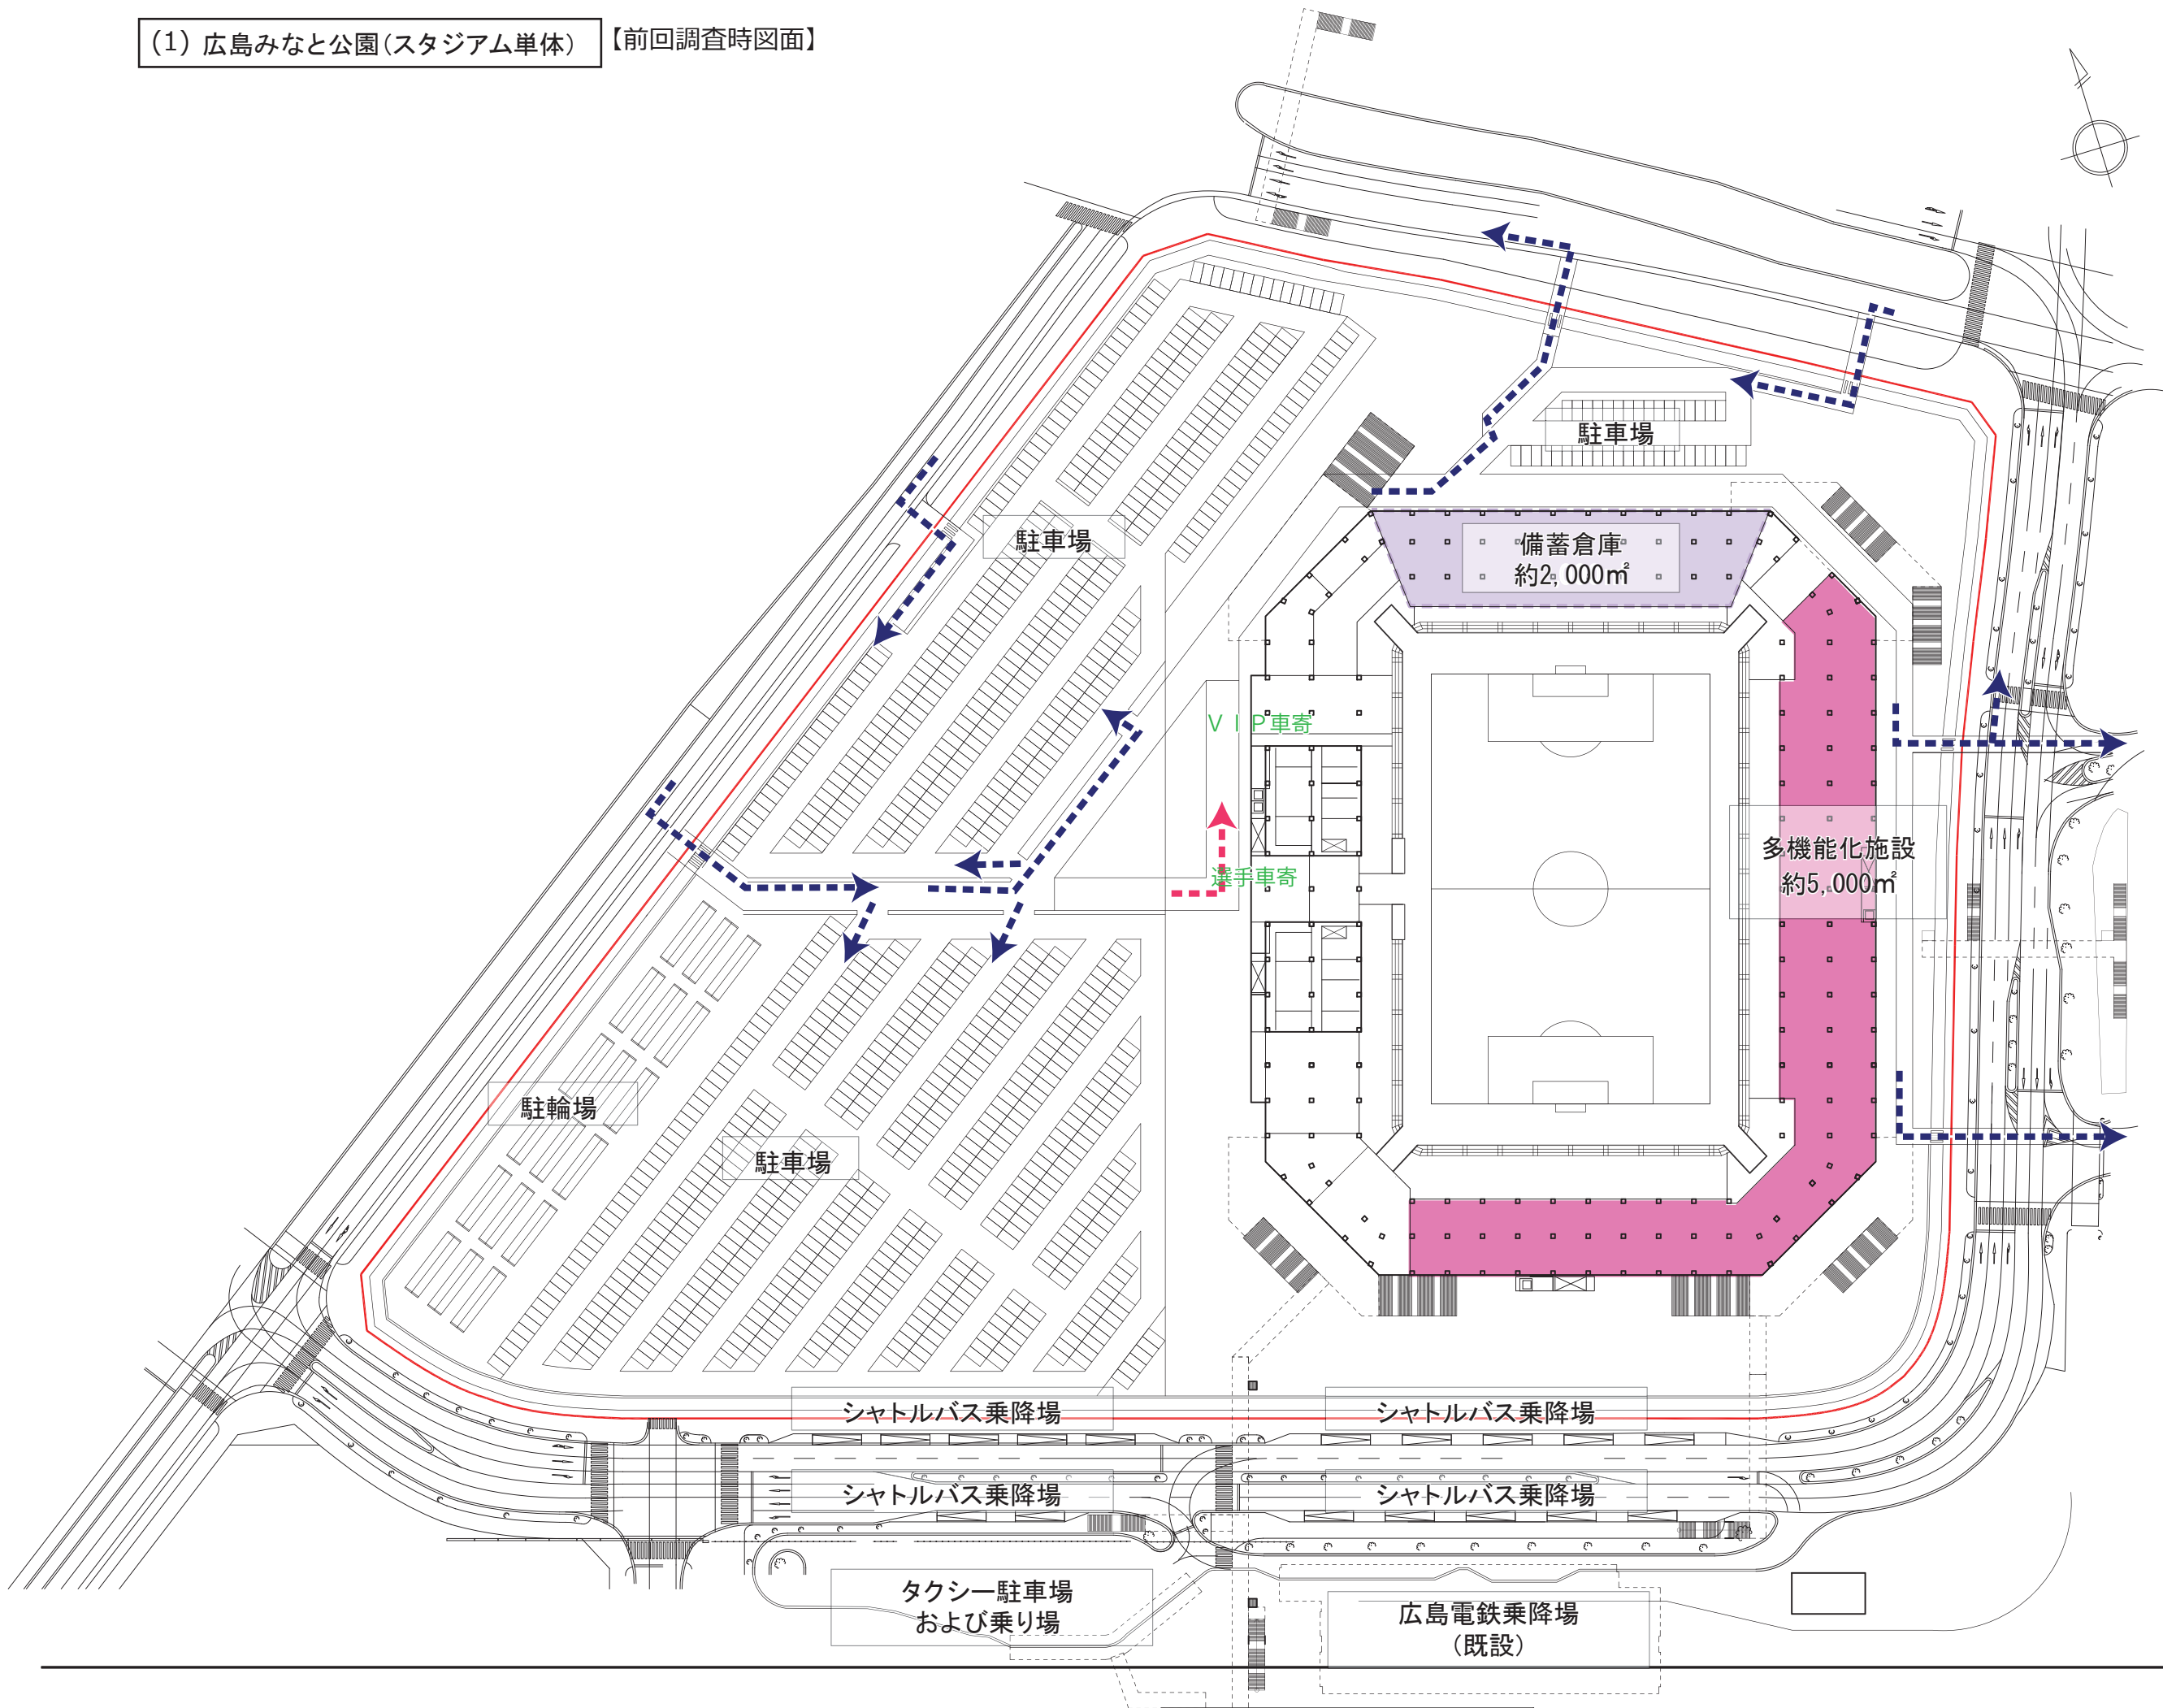 (1) 広島みなと公園(スタジアム単体)
【前回調査時図面】
駐車場
駐車場
備蓄倉庫
約2,000㎡
ＶＩＰ車寄
選手車寄
多機能化施設
約5,000㎡
駐輪場
駐車場
シャトルバス乗降場
シャトルバス乗降場
シャトルバス乗降場
シャトルバス乗降場
タクシー駐車場
および乗り場
広島電鉄乗降場
(既設)